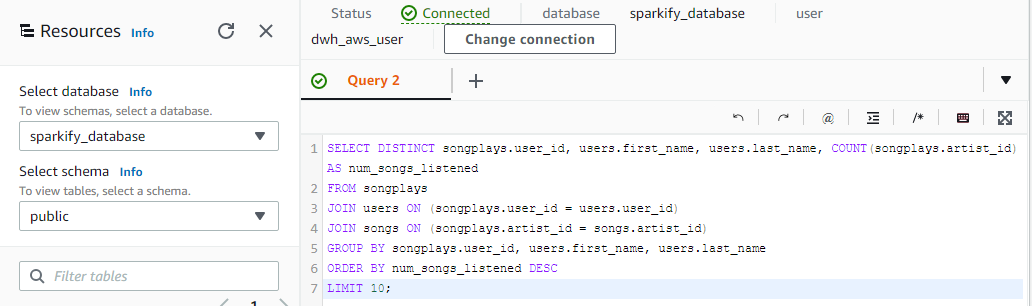 Resources Info
Select database Info
To view schemas, select a database.
sparkify_database
Select schema Info
To view tables, select a schema.
public
Filter tables
1
Status Connected database sparkify_database user
dwh_aws_user Change connection
Query 2
@ /*
1 SELECT DISTINCT songplays.user_id, users.first_name, users.last_name, COUNT(songplays.artist_id)
AS num_songs_listened
2 FROM songplays
3 JOIN users ON (songplays.user_id = users.user_id)
4 JOIN songs ON (songplays.artist_id = songs.artist_id)
5 GROUP BY songplays.user_id, users.first_name, users.last_name
6 ORDER BY num_songs_listened DESC
7 LIMIT 10;